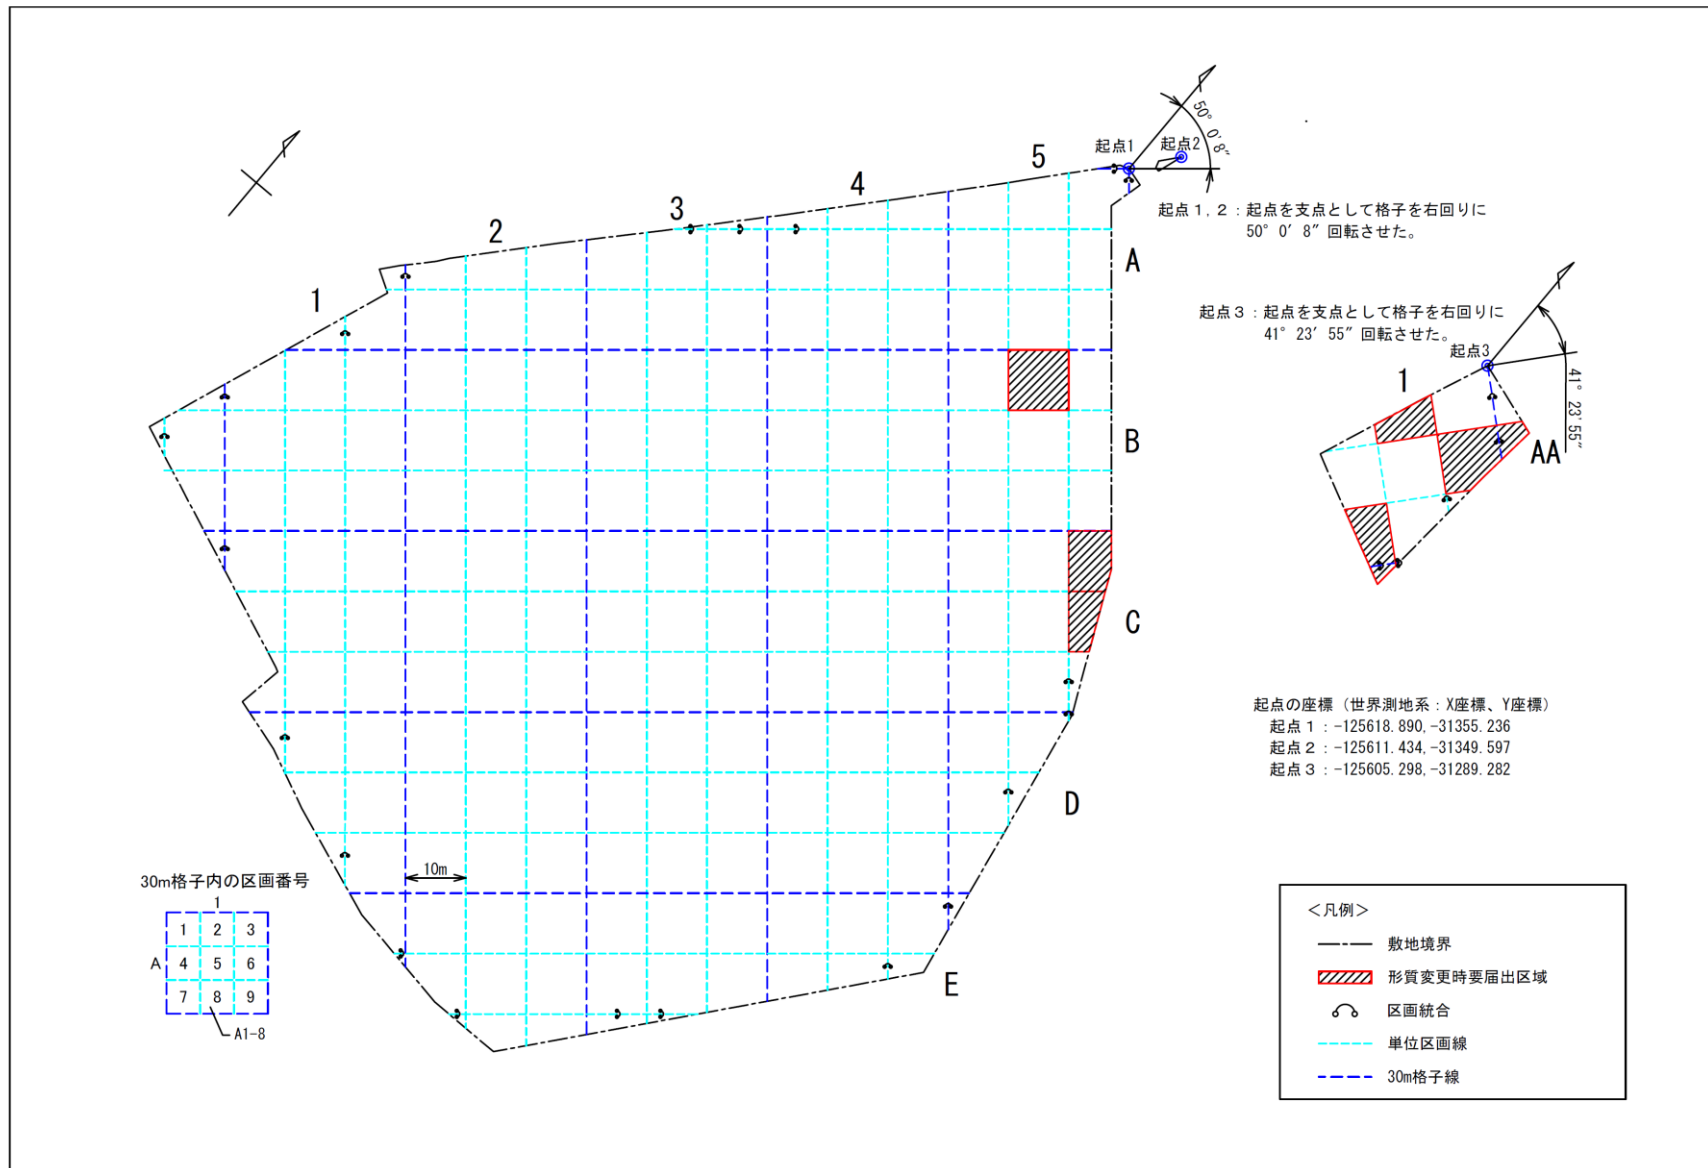 起点1
起点2
50° 0′ 8″
起点1, 2：起点を支点として格子を右回りに
50° 0′ 8″ 回転させた。
起点3：起点を支点として格子を右回りに
41° 23′ 55″ 回転させた。
起点3
41° 23′ 55″
1
AA
1
2
3
4
5
A
B
C
D
E
10m
起点の座標（世界測地系：X座標、Y座標）
起点1：-125618.890, -31355.236
起点2：-125611.434, -31349.597
起点3：-125605.298, -31289.282
30m格子内の区画番号
1
A
1 2 3
4 5 6
7 8 9
A1-8
＜凡例＞
敷地境界
形質変更時要届出区域
区画統合
単位区画線
30m格子線